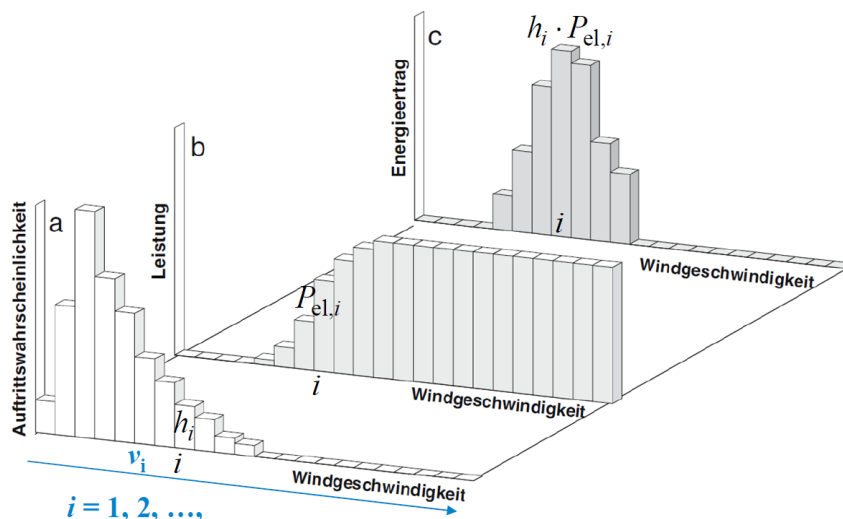 c
h_i · P_el,i
Energieertrag
i
Windgeschwindigkeit
b
Leistung
P_el,i
i
Windgeschwindigkeit
a
Auftrittswahrscheinlichkeit
h_i
v_i
i
Windgeschwindigkeit
i = 1, 2, …,